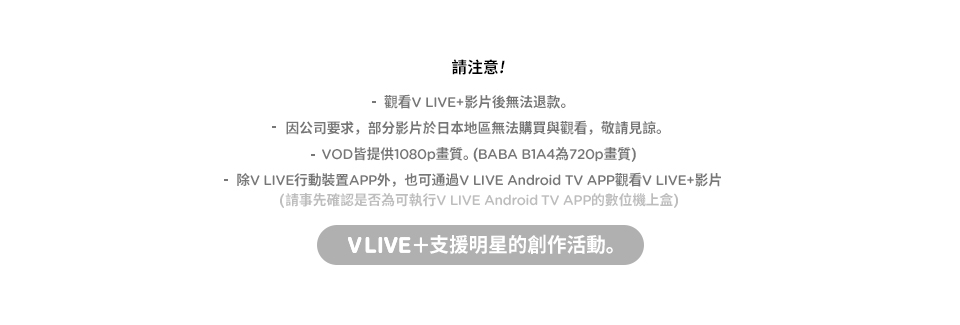 請注意!
- 觀看V LIVE+影片後無法退款。
- 因公司要求，部分影片於日本地區無法購買與觀看，敬請見諒。
- VOD皆提供1080p畫質。(BABA B1A4為720p畫質)
- 除V LIVE行動裝置APP外，也可通過V LIVE Android TV APP觀看V LIVE+影片
(請事先確認是否為可執行V LIVE Android TV APP的數位機上盒)
V LIVE+支援明星的創作活動。